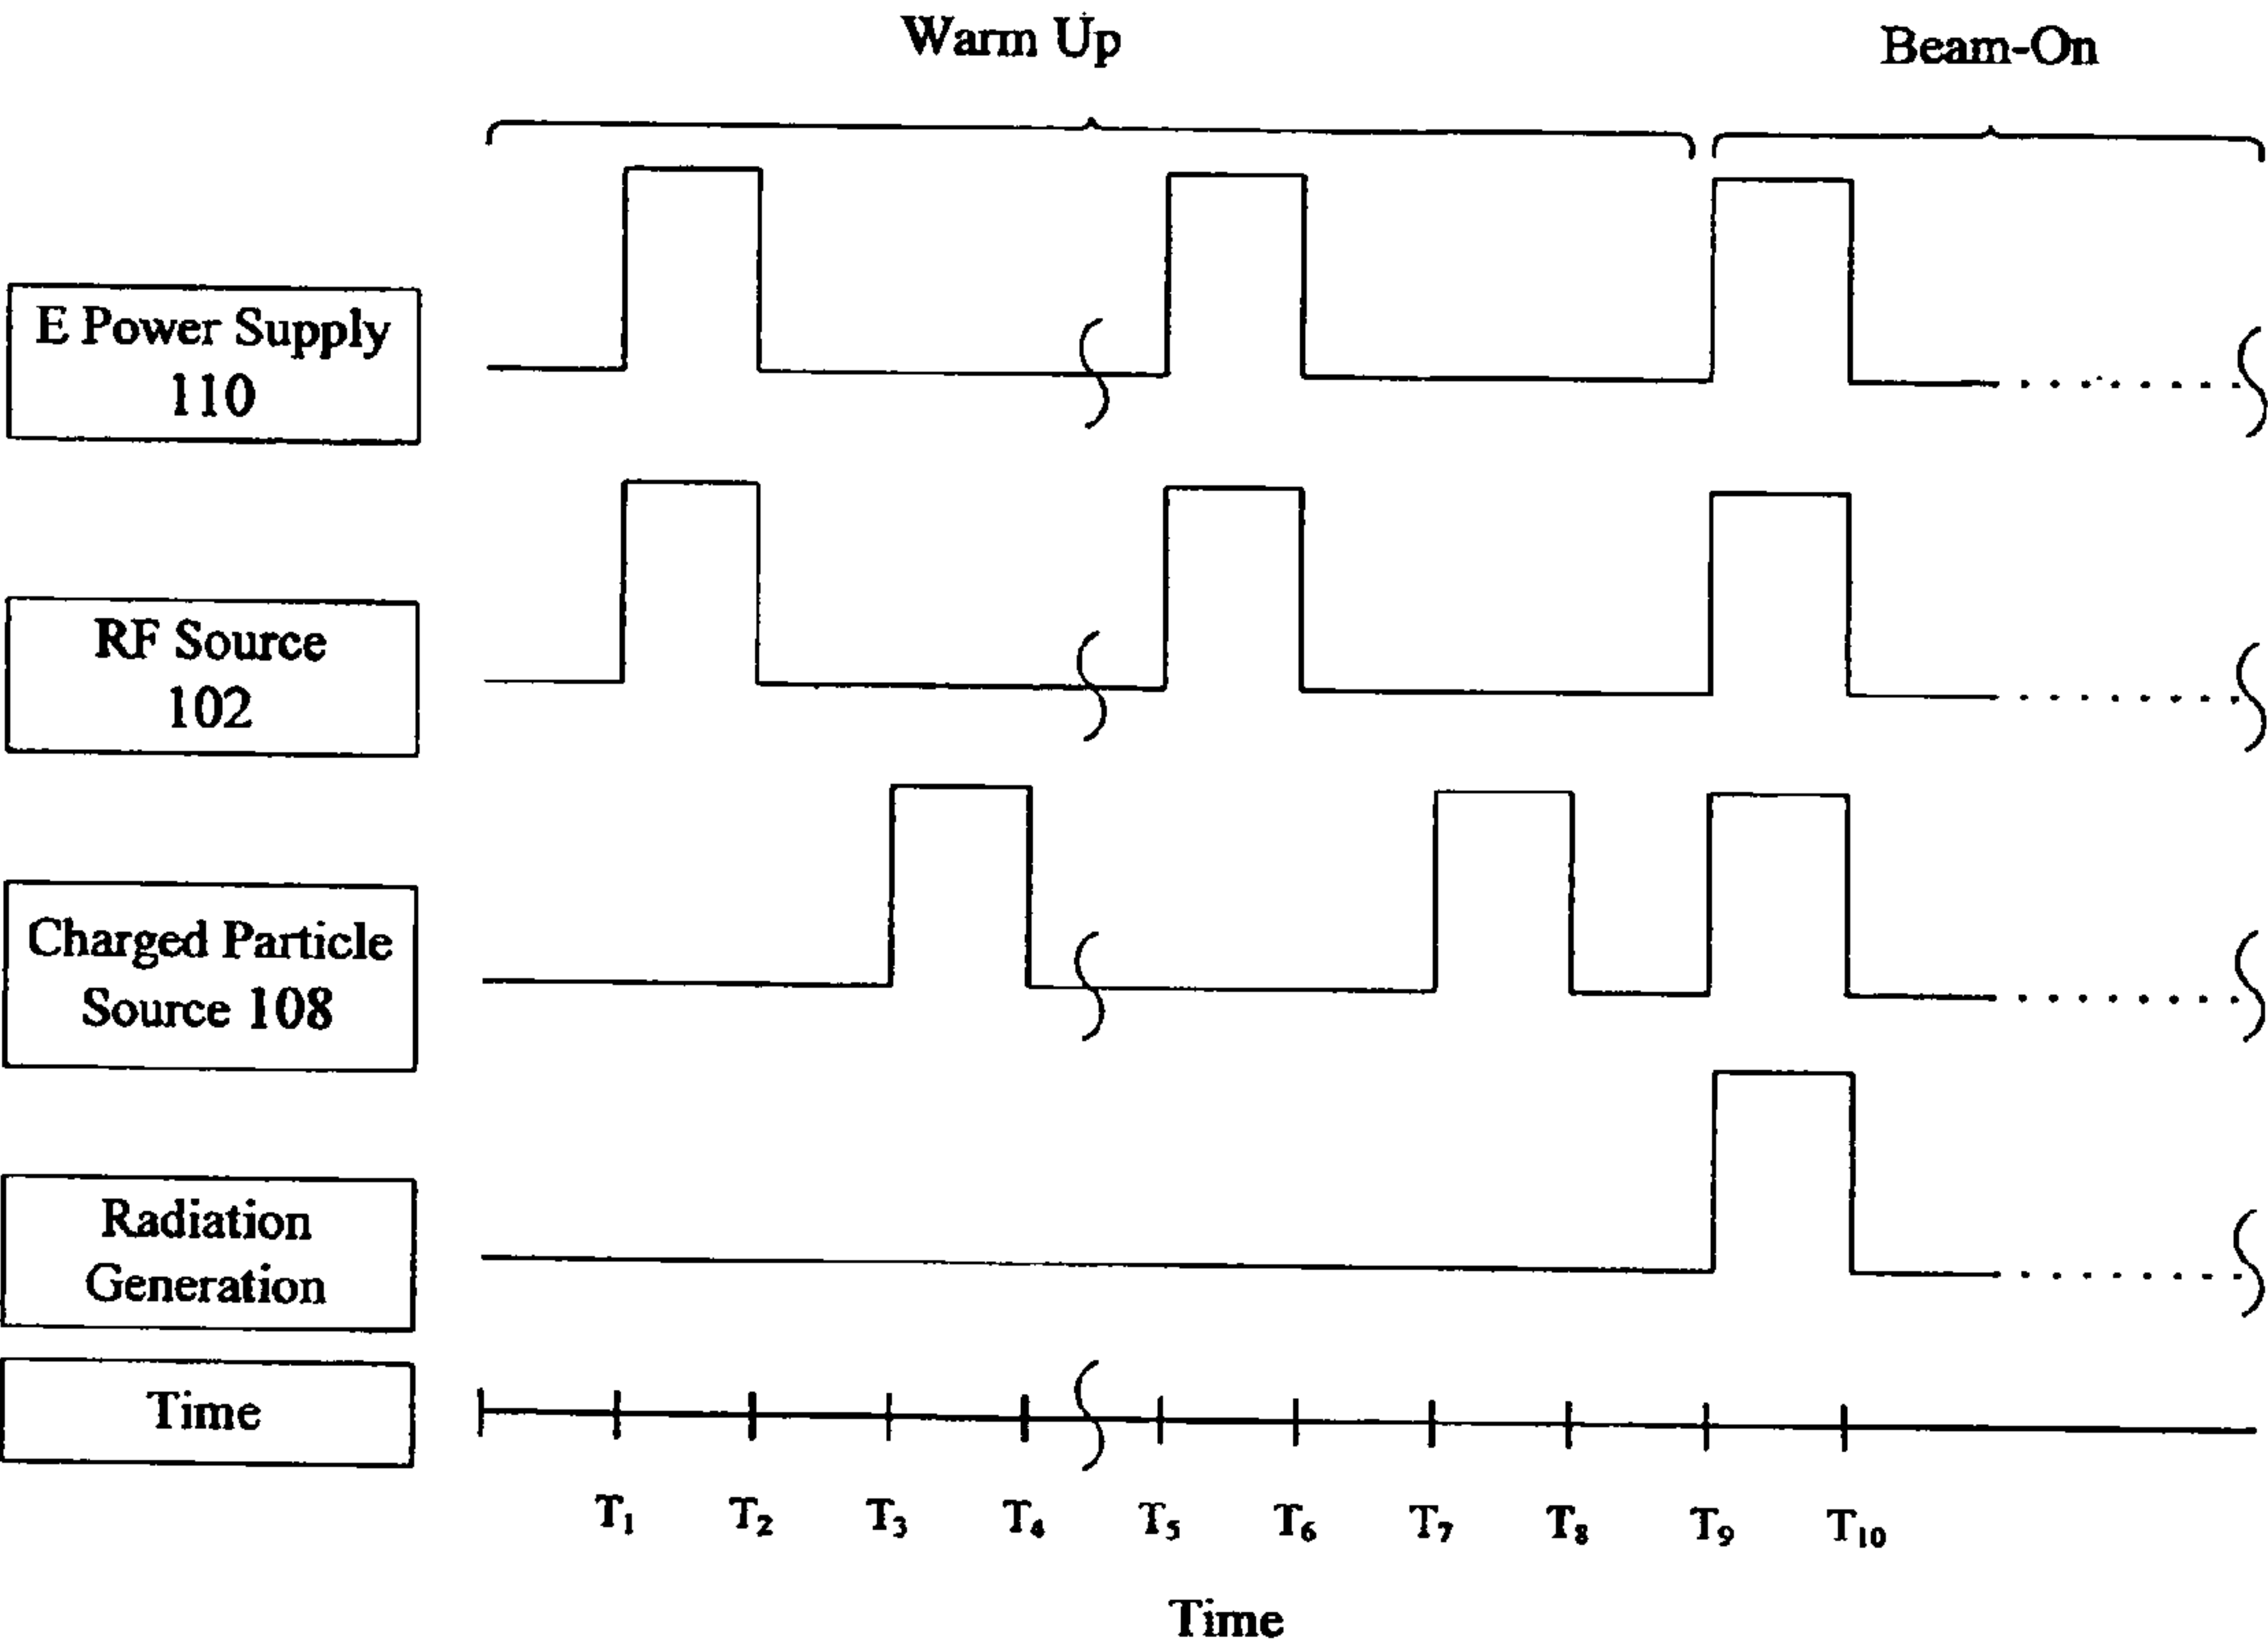 Warm Up
Beam-On
E Power Supply
110
RF Source
102
Charged Particle
Source 108
Radiation
Generation
Time
T₁ T₂ T₃ T₄ T₅ T₆ T₇ T₈ T₉ T₁₀
Time